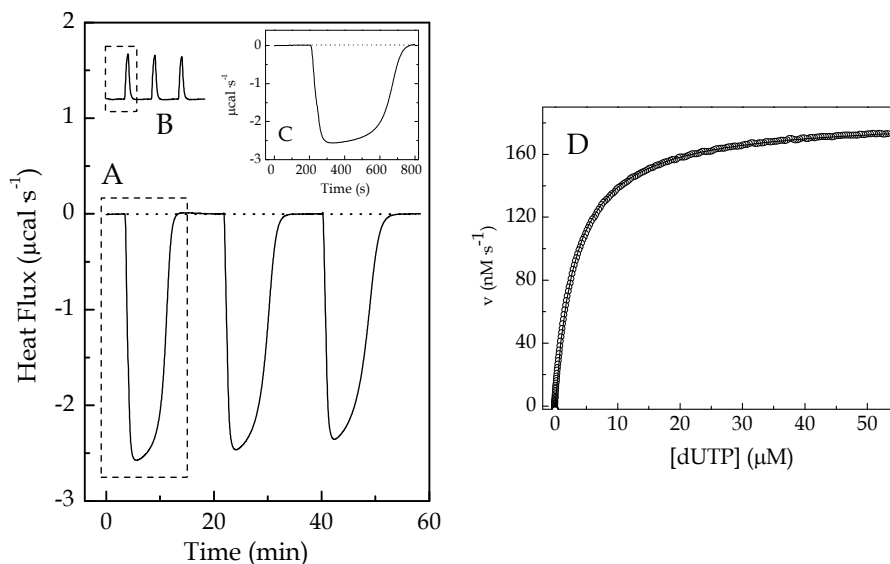 2
1
0
-1
-2
-3
Heat Flux (µcal·s⁻¹)
0
20
40
60
Time (min)
A
B
C
0
-1
-2
-3
µcal·s⁻¹
0 200 400 600 800
Time (s)
D
160
120
80
40
0
v (nM·s⁻¹)
0 10 20 30 40 50
[dUTP] (µM)